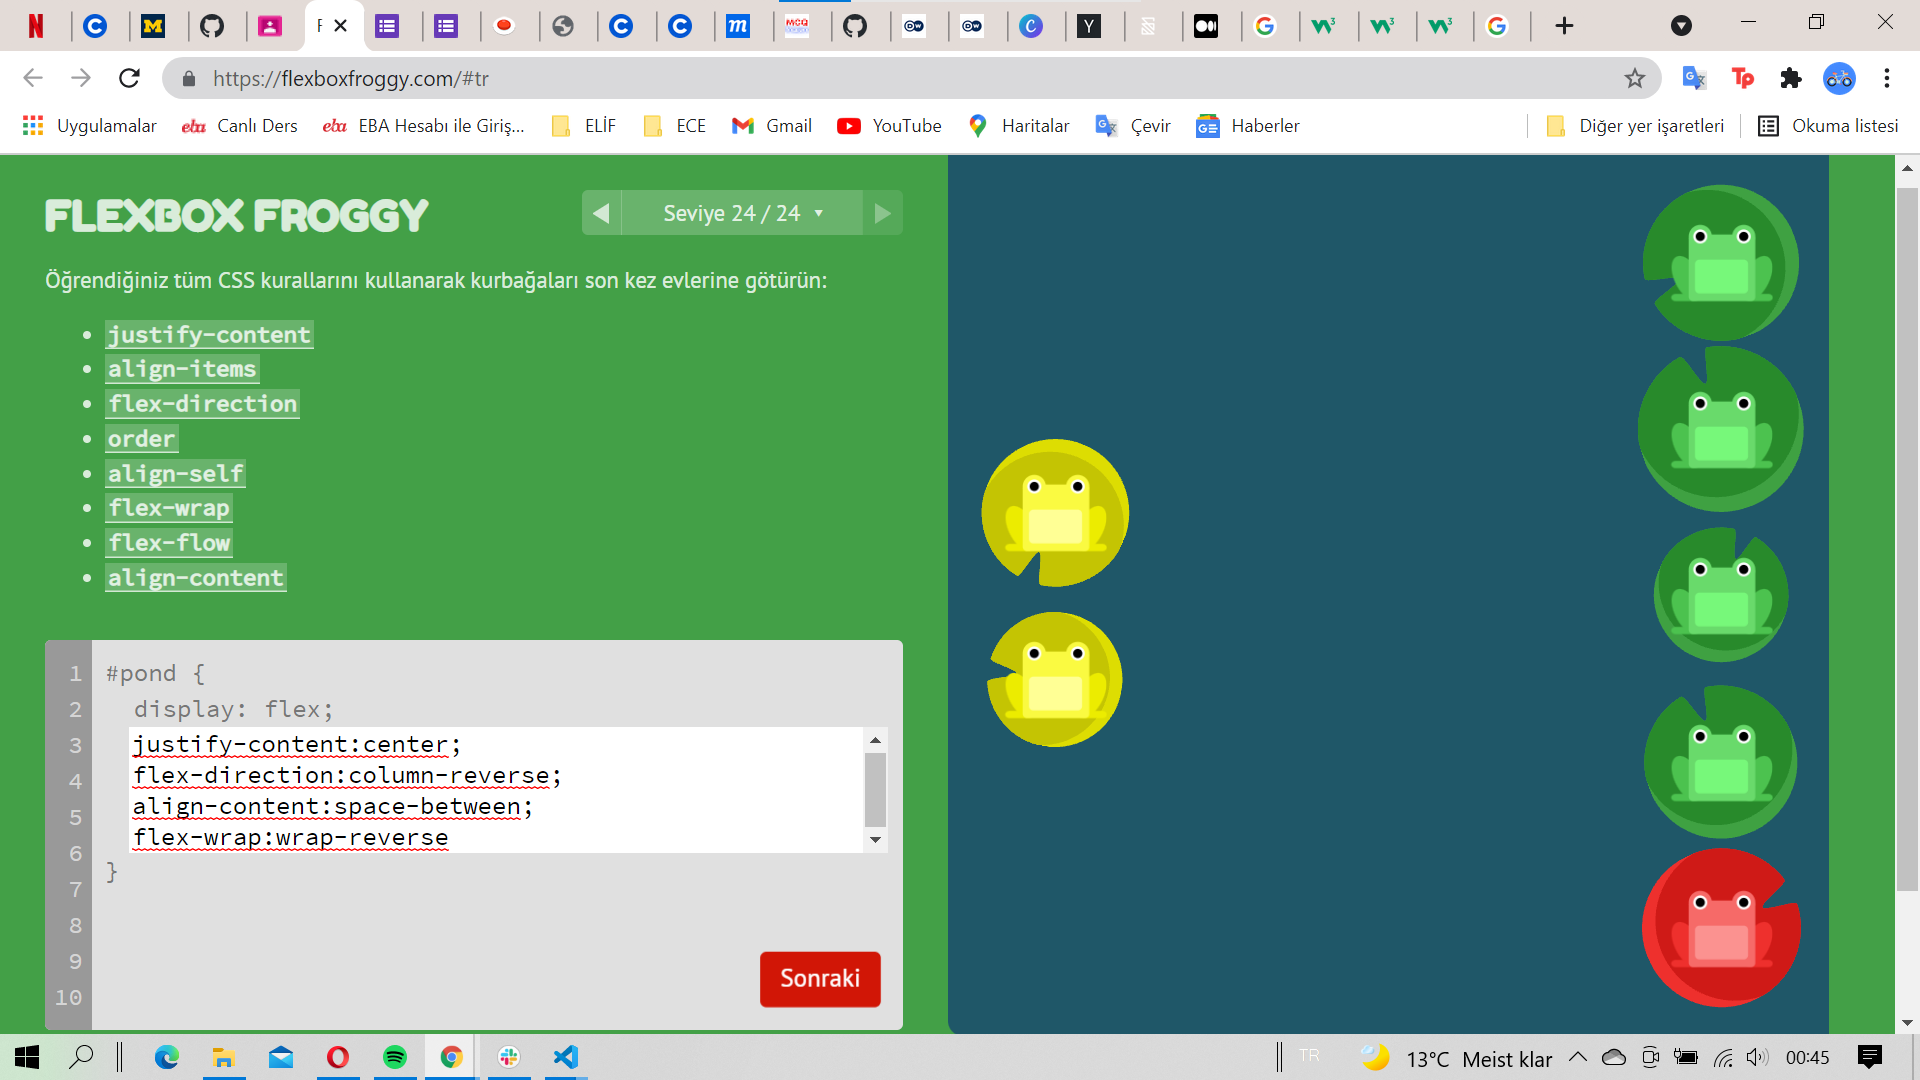 F
https://flexboxfroggy.com/#tr
Uygulamalar
eba Canlı Ders
eba EBA Hesabı ile Giriş...
ELİF
ECE
Gmail
YouTube
Haritalar
Çevir
Haberler
Diğer yer işaretleri
Okuma listesi
FLEXBOX FROGGY
Seviye 24 / 24
Öğrendiğiniz tüm CSS kurallarını kullanarak kurbağaları son kez evlerine götürün:
justify-content
align-items
flex-direction
order
align-self
flex-wrap
flex-flow
align-content
1 #pond {
2 display: flex;
3 justify-content:center;
4 flex-direction:column-reverse;
5 align-content:space-between;
6 flex-wrap:wrap-reverse
7 }
8
9
10
Sonraki
TR
13°C Meist klar
00:45